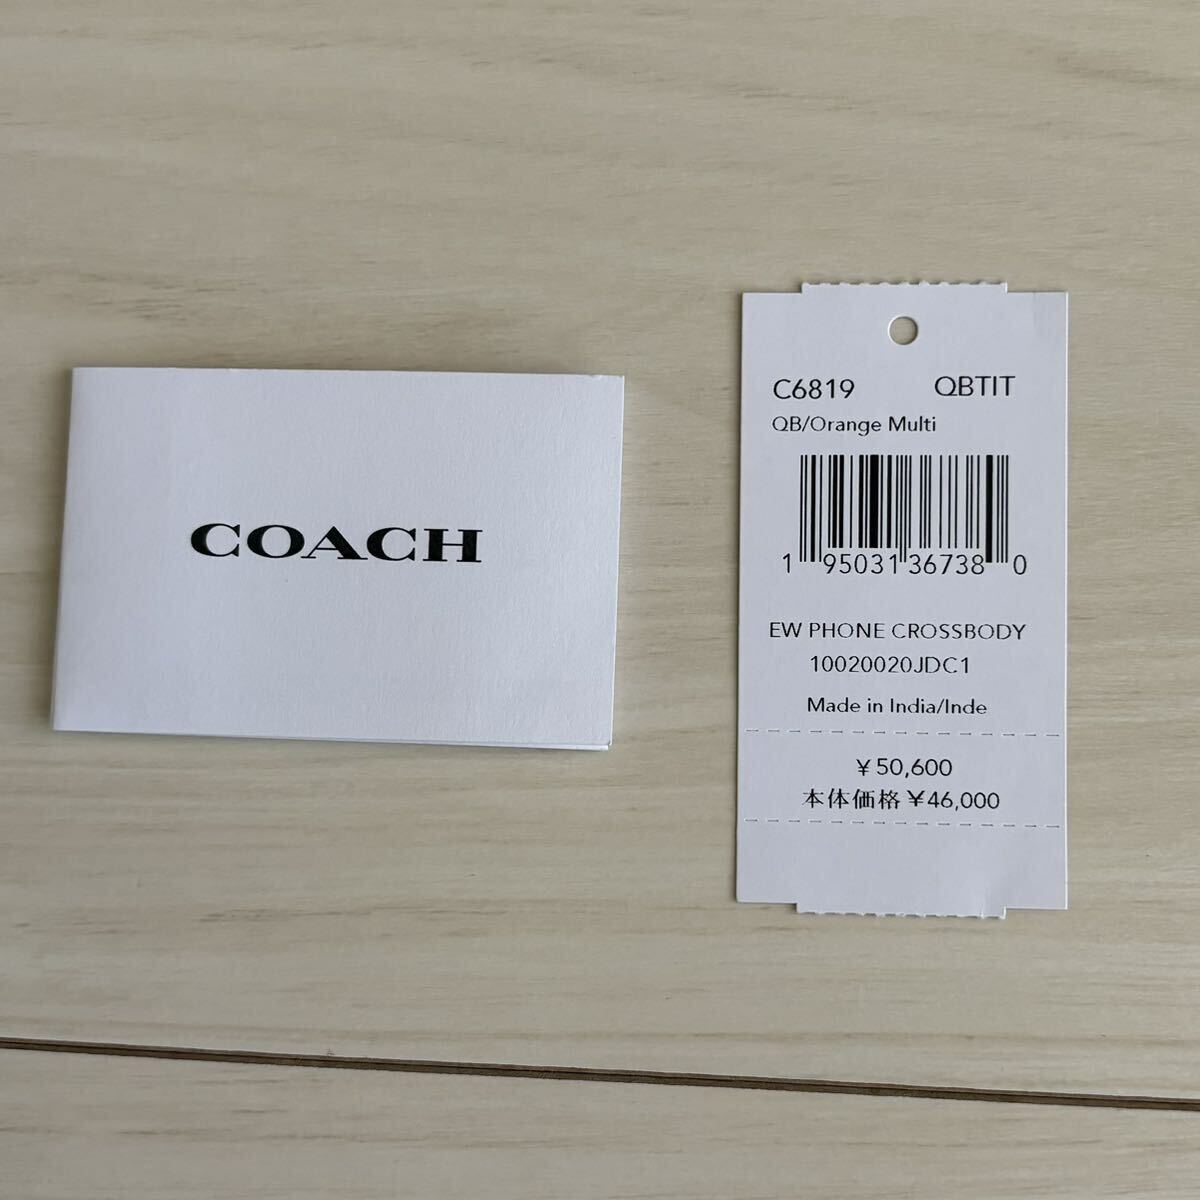 COACH
C6819 QBTIT
QB/Orange Multi
1 95031 36738 0
EW PHONE CROSSBODY
10020020JDC1
Made in India/Inde
¥50,600
本体価格 ¥46,000